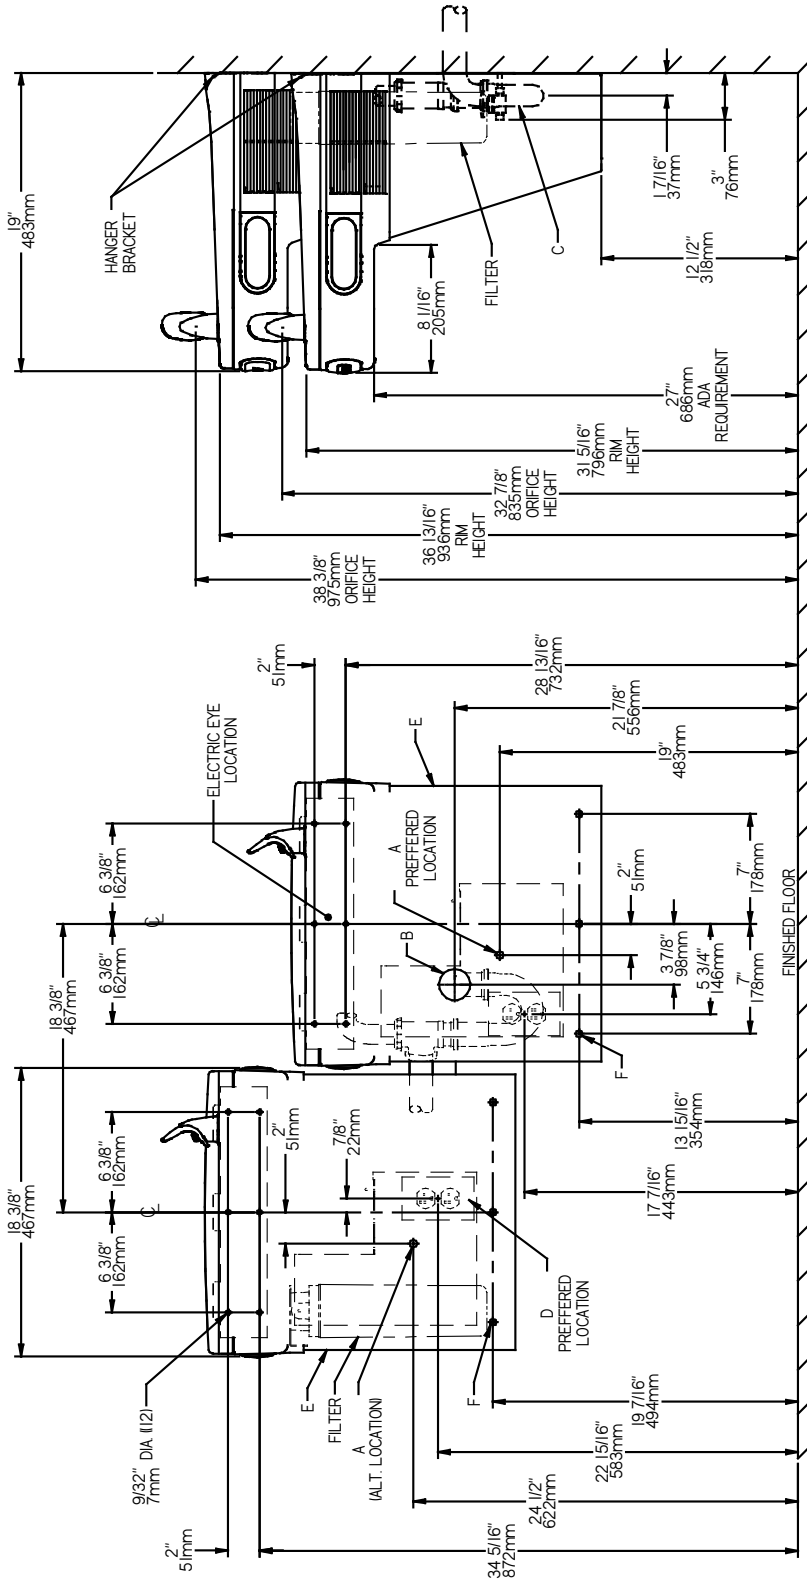 19"
483mm
HANGER
BRACKET
FILTER
C
1 7/16"
37mm
3"
76mm
8 1/16"
205mm
12 1/2"
318mm
27"
686mm
ADA
REQUIREMENT
31 5/16"
796mm
RIM
HEIGHT
32 7/8"
835mm
ORIFICE
HEIGHT
36 13/16"
936mm
RIM
HEIGHT
38 3/8"
975mm
ORIFICE
HEIGHT
2"
51mm
28 13/16"
732mm
21 7/8"
556mm
19"
483mm
E
ELECTRIC EYE
LOCATION
A
PREFFERED
LOCATION
B
6 3/8"
162mm
℄
6 3/8"
162mm
18 3/8"
467mm
2"
51mm
3 7/8"
98mm
5 3/4"
146mm
7"
178mm
7"
178mm
FINISHED FLOOR
F
13 15/16"
354mm
17 7/16"
443mm
18 3/8"
467mm
6 3/8"
162mm
℄
6 3/8"
162mm
2"
51mm
7/8"
22mm
D
PREFFERED
LOCATION
9/32" DIA. (12)
7mm
E
FILTER
A
(ALT. LOCATION)
F
19 7/16"
494mm
22 15/16"
583mm
24 1/2"
622mm
34 5/16"
872mm
2"
51mm